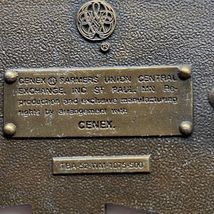 ®
CENEX ® FARMERS UNION CENTRAL
EXCHANGE, INC ST PAUL, MN. Re-
production and exclusive manufacturing
rights by arrangement with
CENEX.